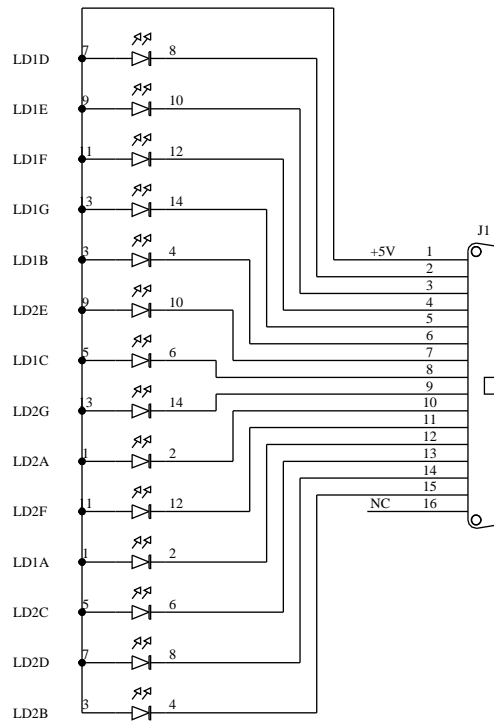 7 8
LD1D
9 10
LD1E
11 12
LD1F
13 14
LD1G
J1
+5V 1
3 4
LD1B
2
3
9 10
LD2E
4
5
6
5 6
LD1C
7
8
9
13 14
LD2G
10
11
12
1 2
LD2A
13
14
15
11 12
LD2F
NC 16
1 2
LD1A
5 6
LD2C
7 8
LD2D
3 4
LD2B